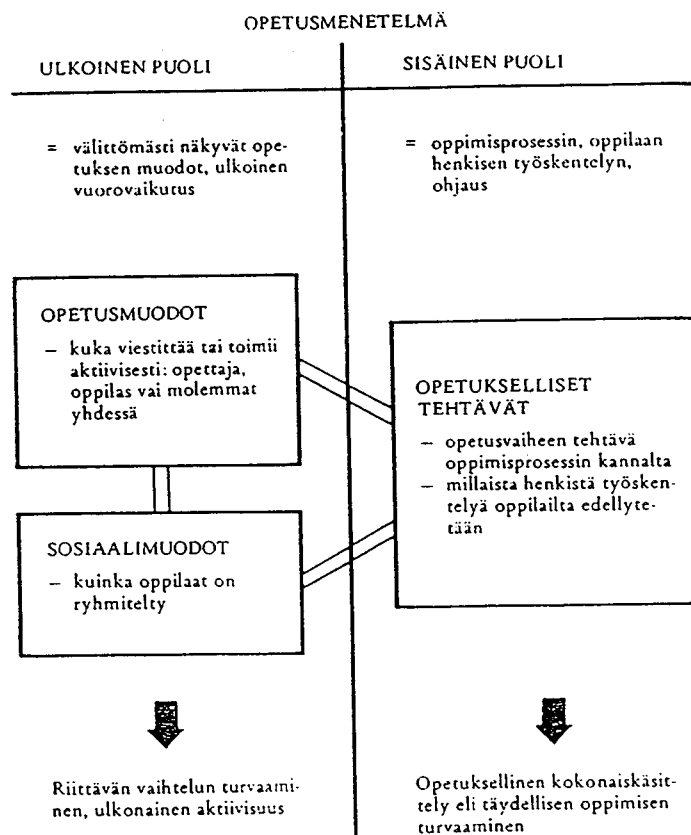 OPETUSMENETELMÄ
ULKOINEN PUOLI
= välittömästi näkyvät ope-
tuksen muodot, ulkoinen
vuorovaikutus
OPETUSMUODOT
— kuka viestittää tai toimii
aktiivisesti: opettaja,
oppilas vai molemmat
yhdessä
SOSIAALIMUODOT
— kuinka oppilaat on
ryhmitelty
Riittävän vaihtelun turvaami-
nen, ulkonainen aktiivisuus
SISÄINEN PUOLI
= oppimisprosessin, oppilaan
henkisen työskentelyn,
ohjaus
OPETUKSELLISET
TEHTÄVÄT
— opetusvaiheen tehtävä
oppimisprosessin kannalta
— millaista henkistä työsken-
telyä oppilailta edellyte-
tään
Opetuksellinen kokonaiskäsit-
tely eli täydellisen oppimisen
turvaaminen